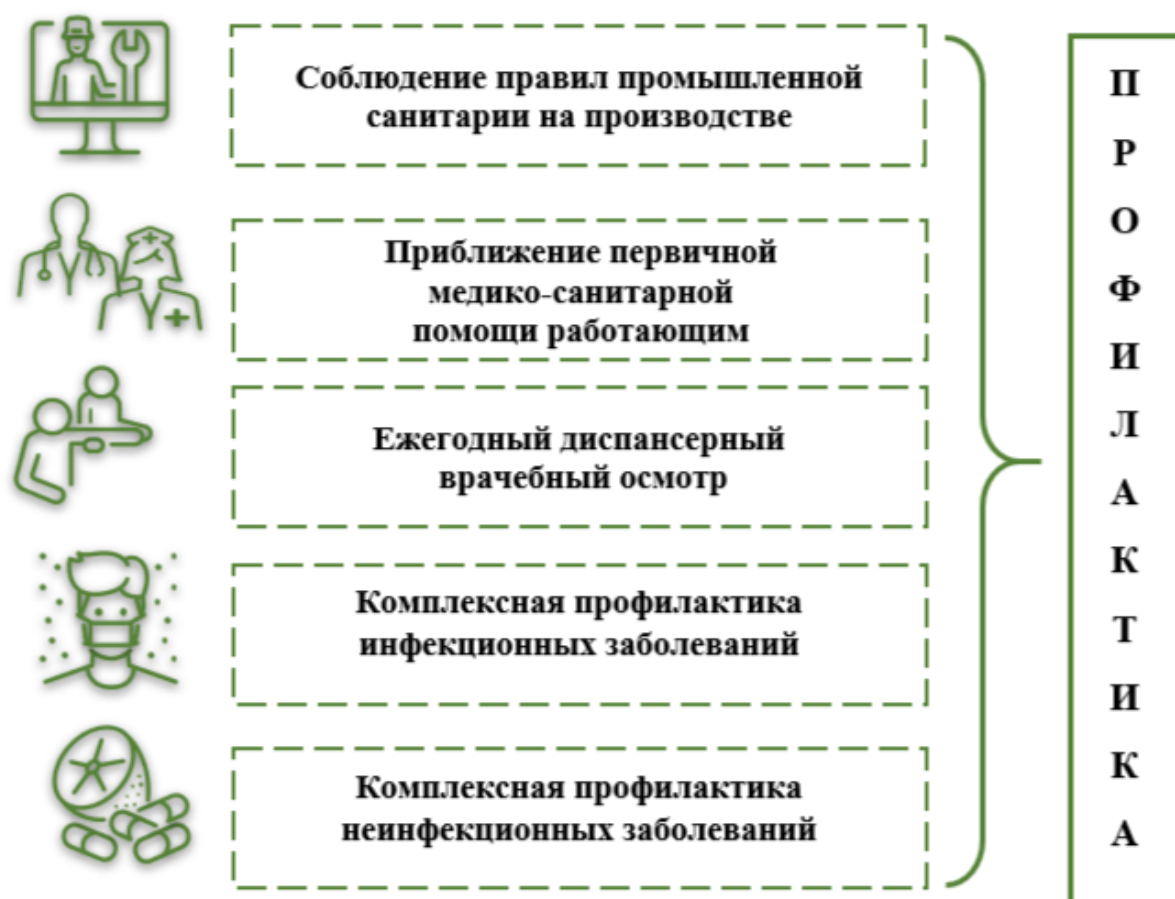 Соблюдение правил промышленной
санитарии на производстве
Приближение первичной
медико-санитарной
помощи работающим
Ежегодный диспансерный
врачебный осмотр
Комплексная профилактика
инфекционных заболеваний
Комплексная профилактика
неинфекционных заболеваний
П
Р
О
Ф
И
Л
А
К
Т
И
К
А